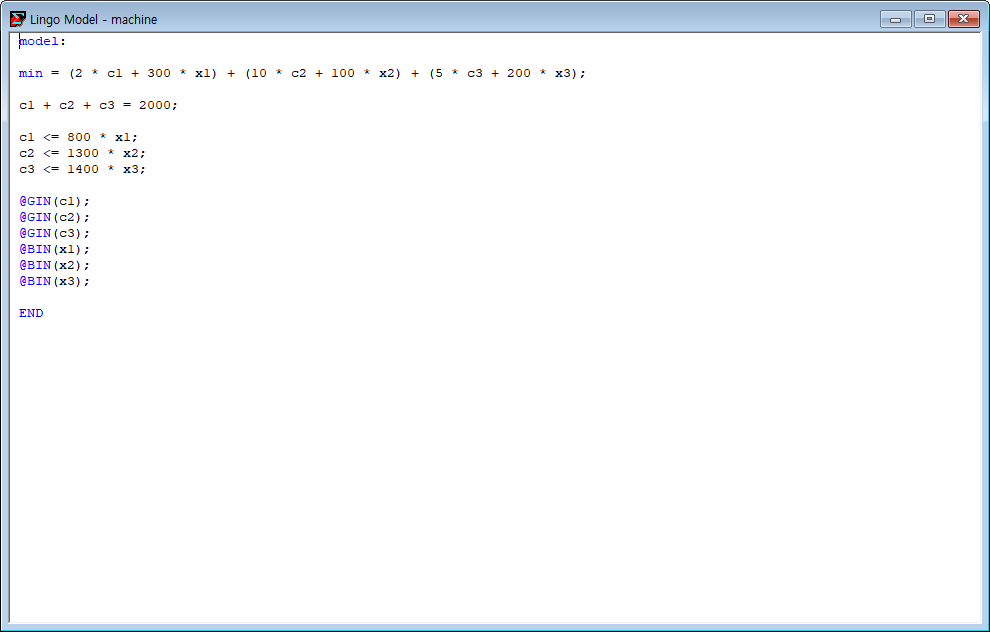 Lingo Model - machine
model:
min = (2 * c1 + 300 * x1) + (10 * c2 + 100 * x2) + (5 * c3 + 200 * x3);
c1 + c2 + c3 = 2000;
c1 <= 800 * x1;
c2 <= 1300 * x2;
c3 <= 1400 * x3;
@GIN(c1);
@GIN(c2);
@GIN(c3);
@BIN(x1);
@BIN(x2);
@BIN(x3);
END